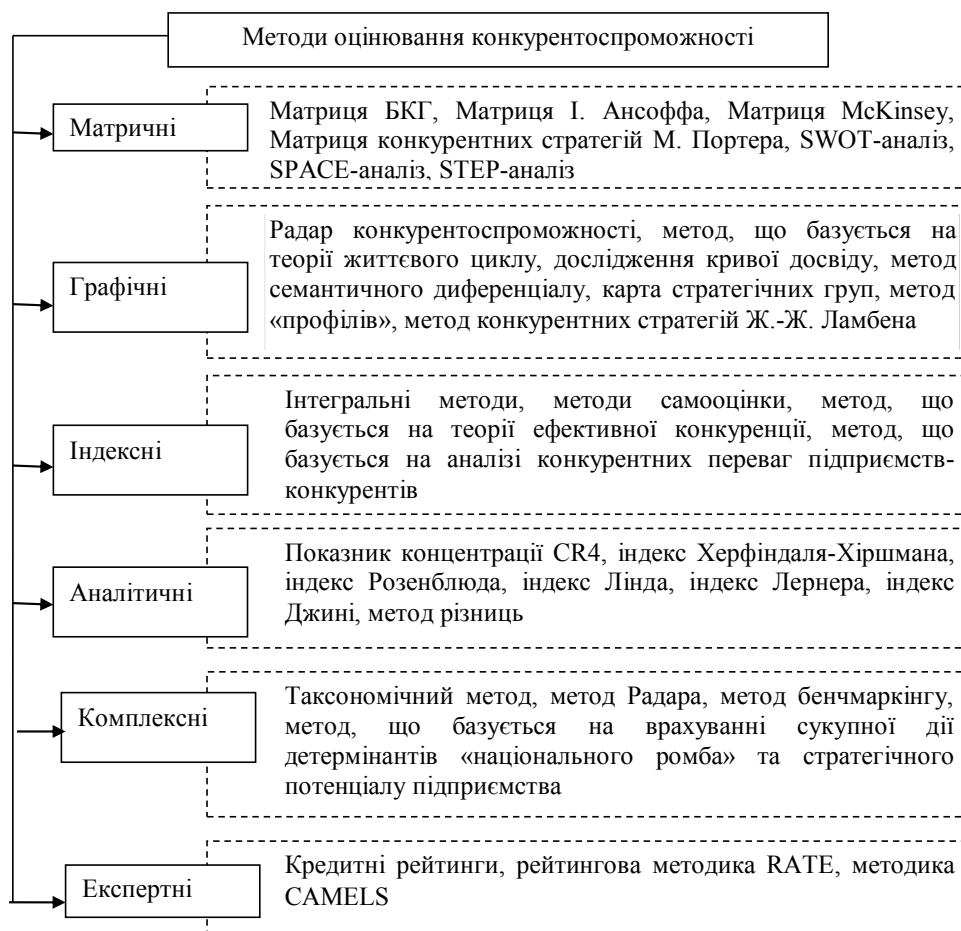 Методи оцінювання конкурентоспроможності
Матричні
Матриця БКГ, Матриця І. Ансоффа, Матриця McKinsey,
Матриця конкурентних стратегій М. Портера, SWOT-аналіз,
SPACE-аналіз, STEP-аналіз
Графічні
Радар конкурентоспроможності, метод, що базується на
теорії життєвого циклу, дослідження кривої досвіду, метод
семантичного диференціалу, карта стратегічних груп, метод
«профілів», метод конкурентних стратегій Ж.-Ж. Ламбена
Індексні
Інтегральні методи, методи самооцінки, метод, що
базується на теорії ефективної конкуренції, метод, що
базується на аналізі конкурентних переваг підприємств-
конкурентів
Аналітичні
Показник концентрації CR4, індекс Херфіндаля-Хіршмана,
індекс Розенблюда, індекс Лінда, індекс Лернера, індекс
Джині, метод різниць
Комплексні
Таксономічний метод, метод Радара, метод бенчмаркінгу,
метод, що базується на врахуванні сукупної дії
детермінантів «національного ромба» та стратегічного
потенціалу підприємства
Експертні
Кредитні рейтинги, рейтингова методика RATE, методика
CAMELS